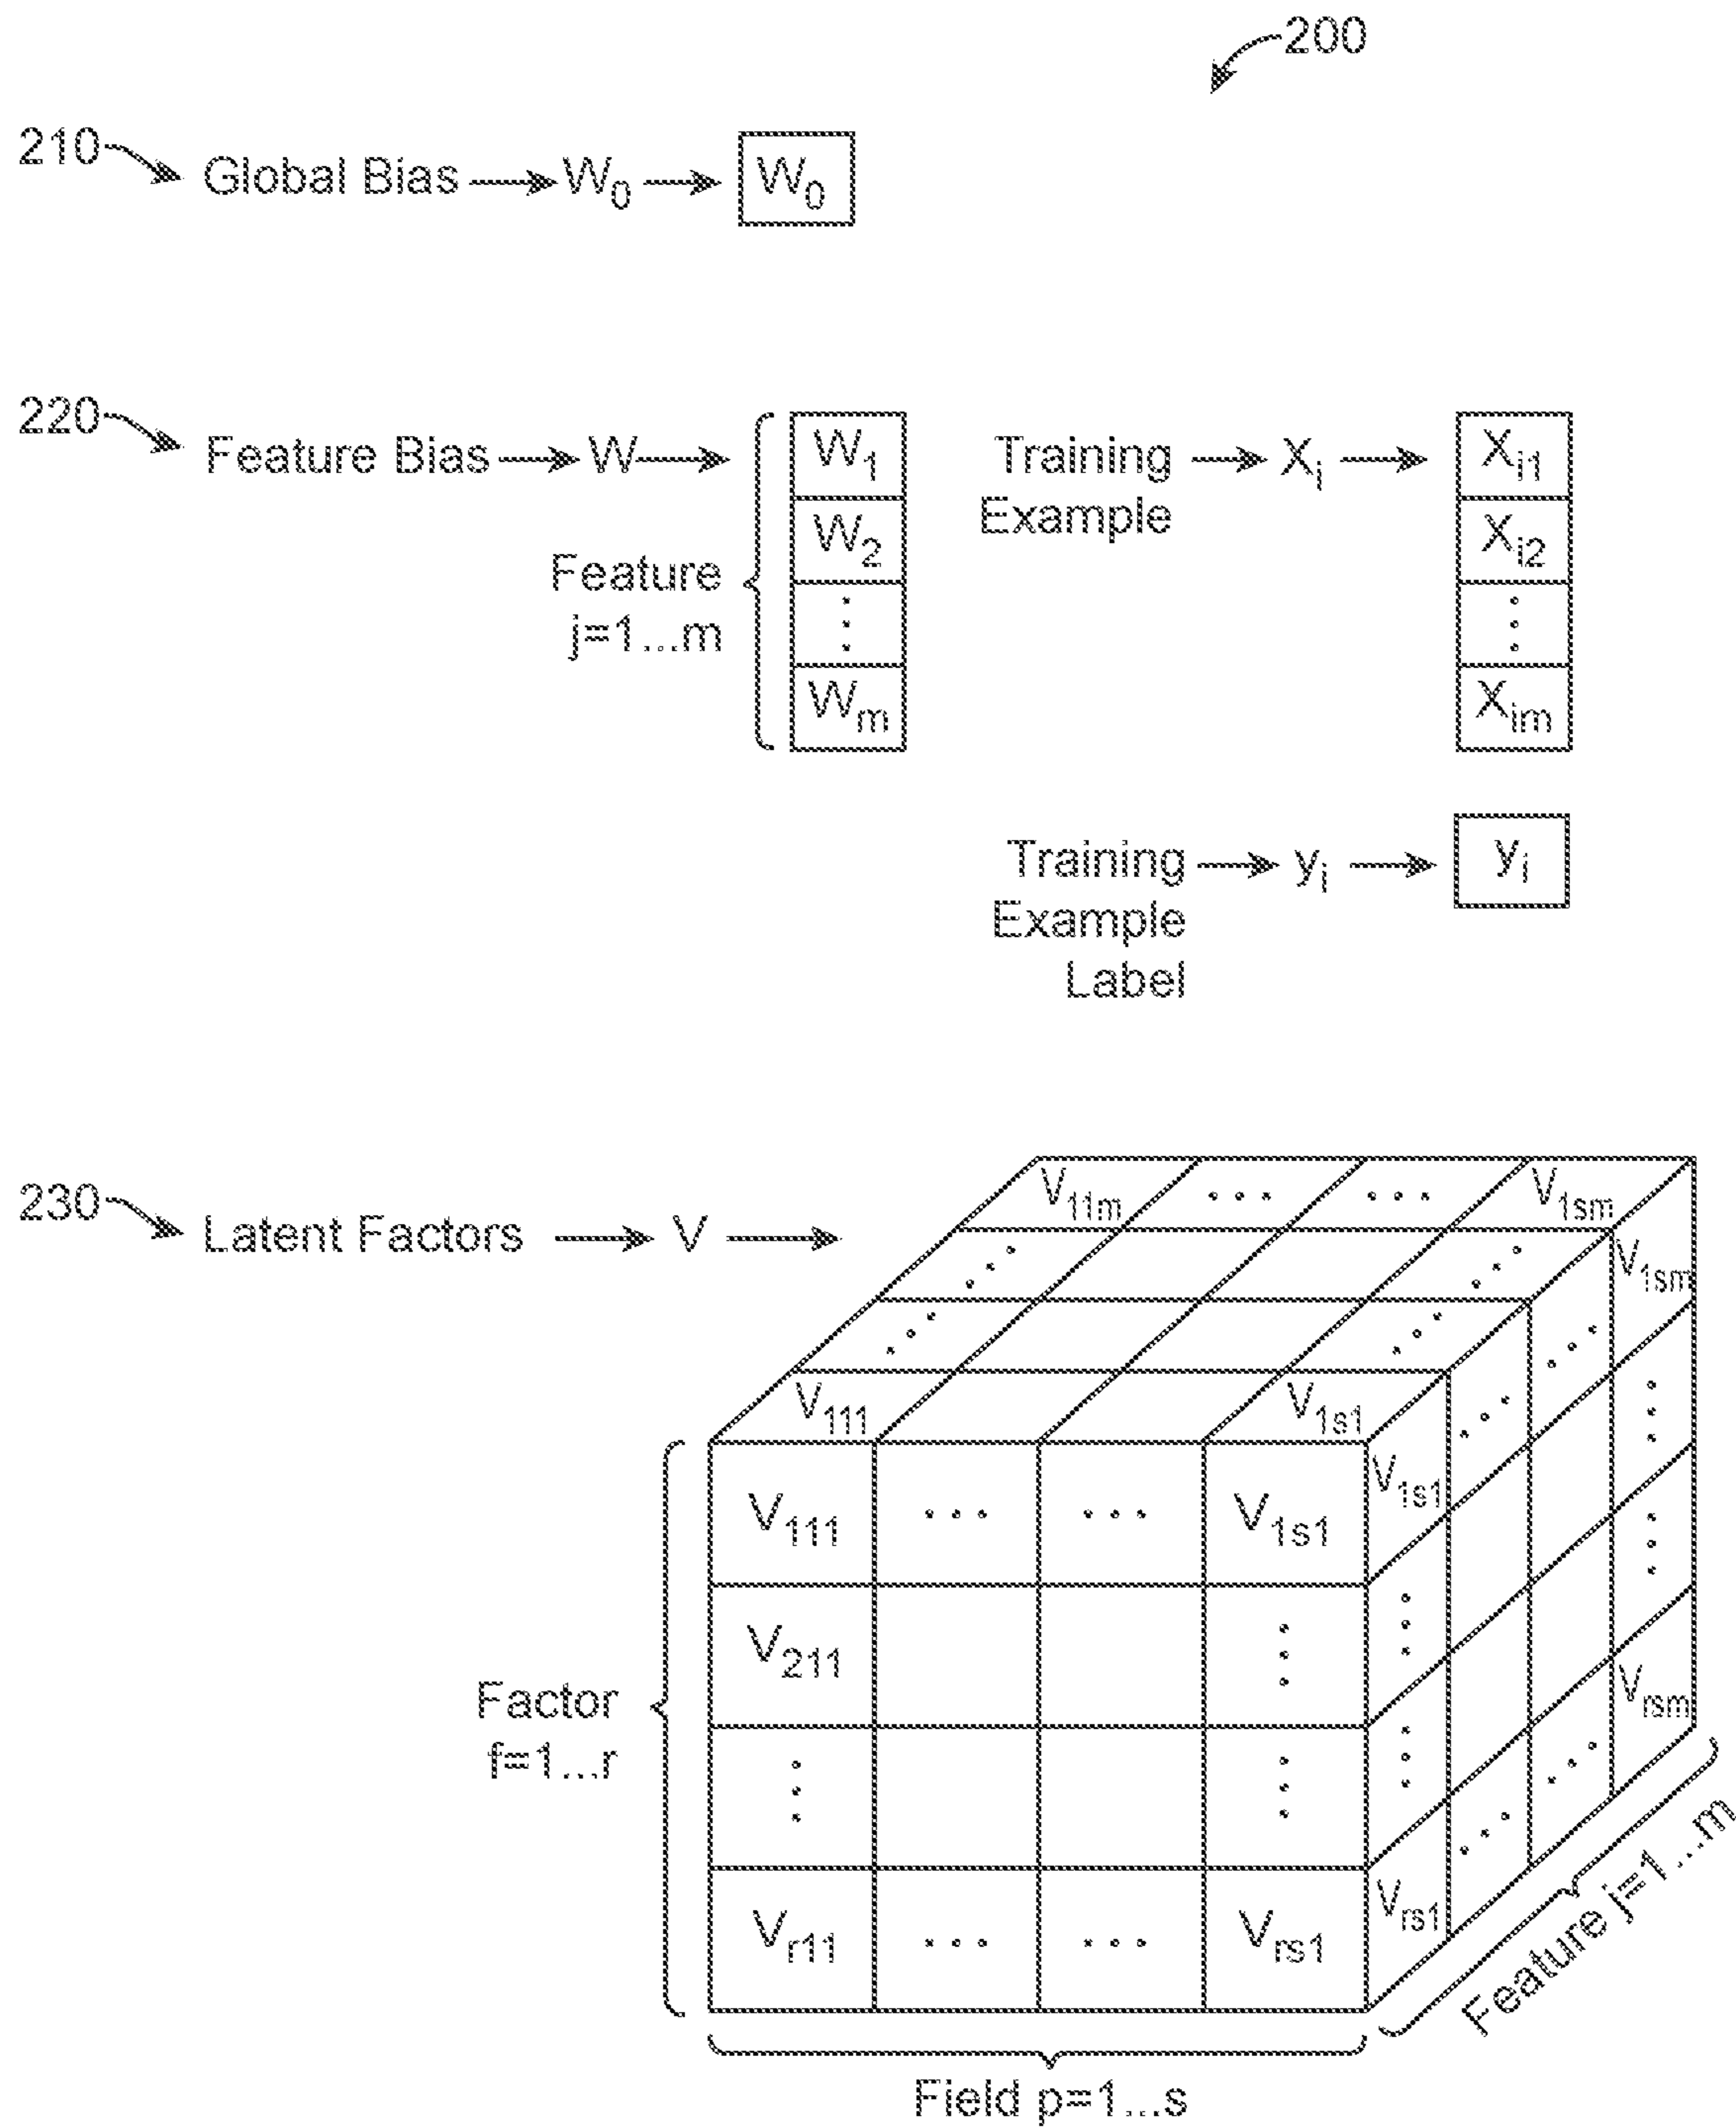 200
210
Global Bias → W₀ → W₀
220
Feature Bias → W →
Feature
j=1...m
W₁
W₂
⋮
Wₘ
Training → Xᵢ →
Example
Xᵢ₁
Xᵢ₂
⋮
Xᵢₘ
Training → yᵢ → yᵢ
Example
Label
230
Latent Factors → V →
V₁₁ₘ ... ... V₁ₛₘ
V₁₁₁ V₁ₛ₁
V₁ₛₘ
V₁ₛ₁
Vᵣₛₘ
Vᵣₛ₁
V₁₁₁ ... ... V₁ₛ₁
V₂₁₁ ⋮
⋮ ⋮
Vᵣ₁₁ ... ... Vᵣₛ₁
Factor
f=1...r
Feature j=1...m
Field p=1...s